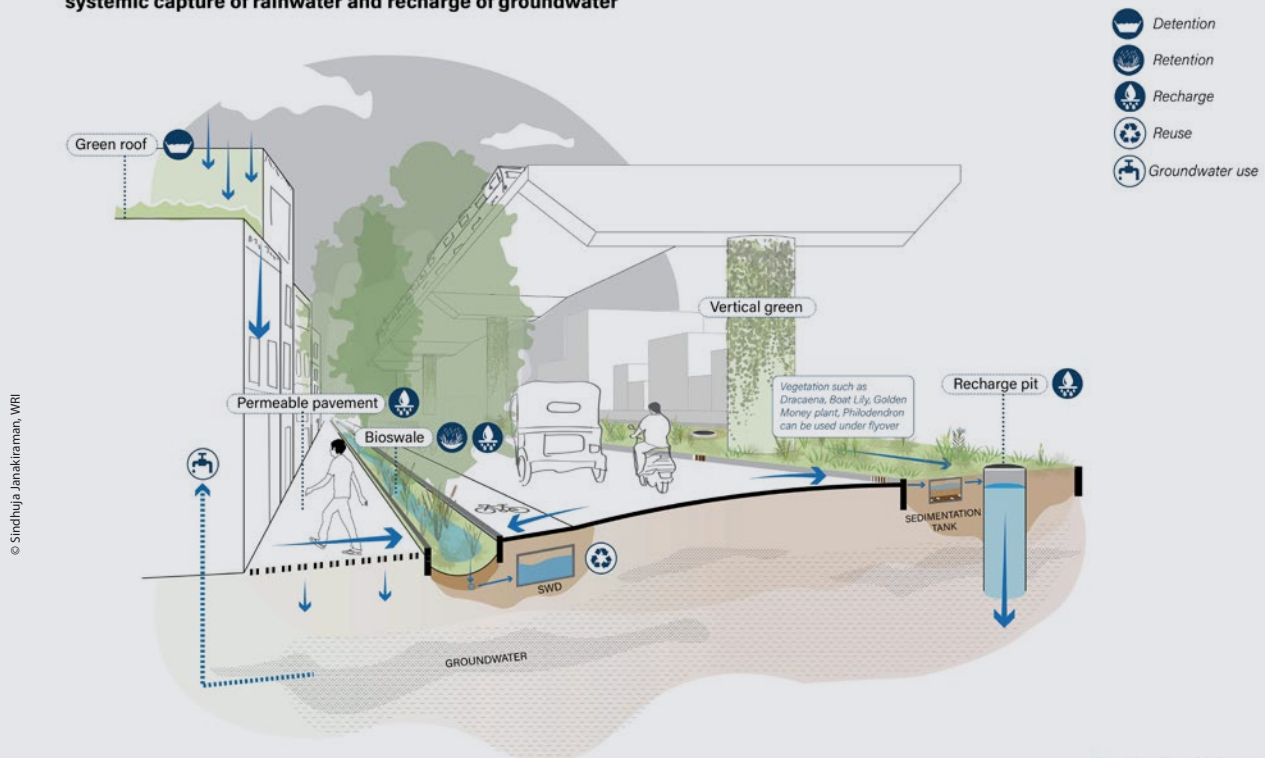 systemic capture of rainwater and recharge of groundwater
Detention
Retention
Recharge
Reuse
Groundwater use
Green roof
Vertical green
Vegetation such as
Dracaena, Boat Lily, Golden
Money plant, Philodendron
can be used under flyover
Recharge pit
Permeable pavement
Bioswale
SEDIMENTATION
TANK
SWD
GROUNDWATER
© Sindhuja Janakiraman, WRI